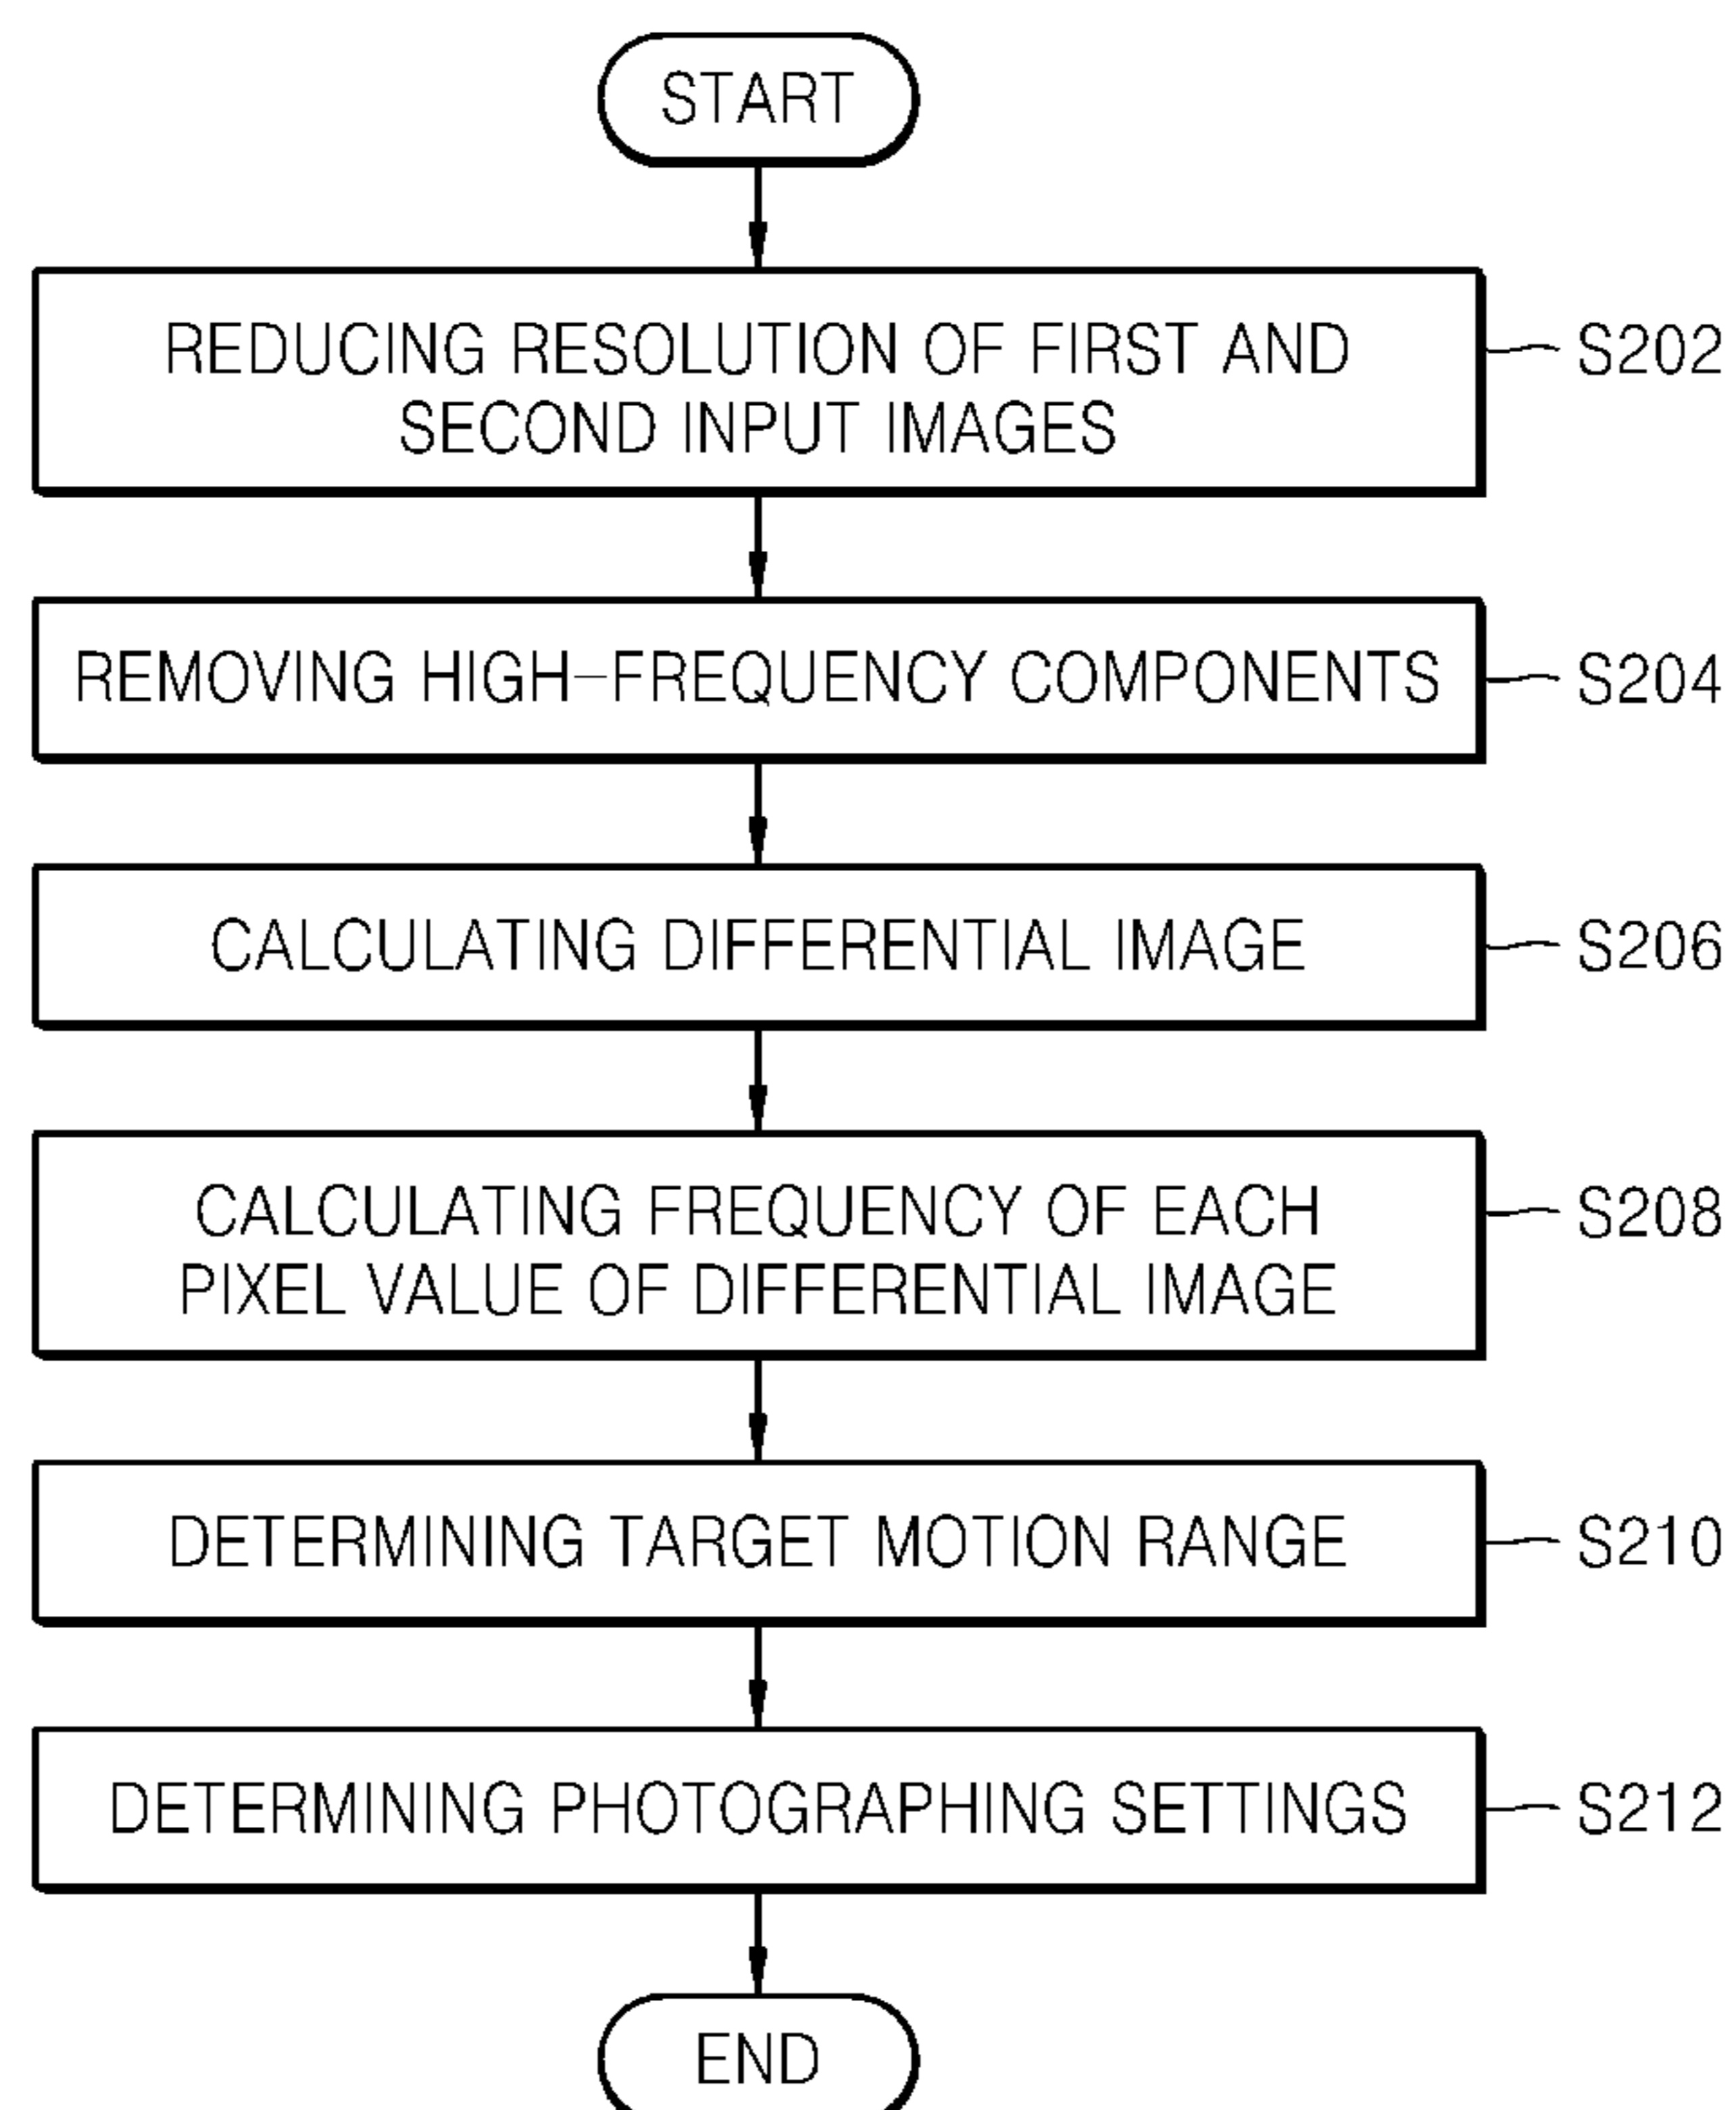 START
REDUCING RESOLUTION OF FIRST AND
SECOND INPUT IMAGES
S202
REMOVING HIGH-FREQUENCY COMPONENTS
S204
CALCULATING DIFFERENTIAL IMAGE
S206
CALCULATING FREQUENCY OF EACH
PIXEL VALUE OF DIFFERENTIAL IMAGE
S208
DETERMINING TARGET MOTION RANGE
S210
DETERMINING PHOTOGRAPHING SETTINGS
S212
END